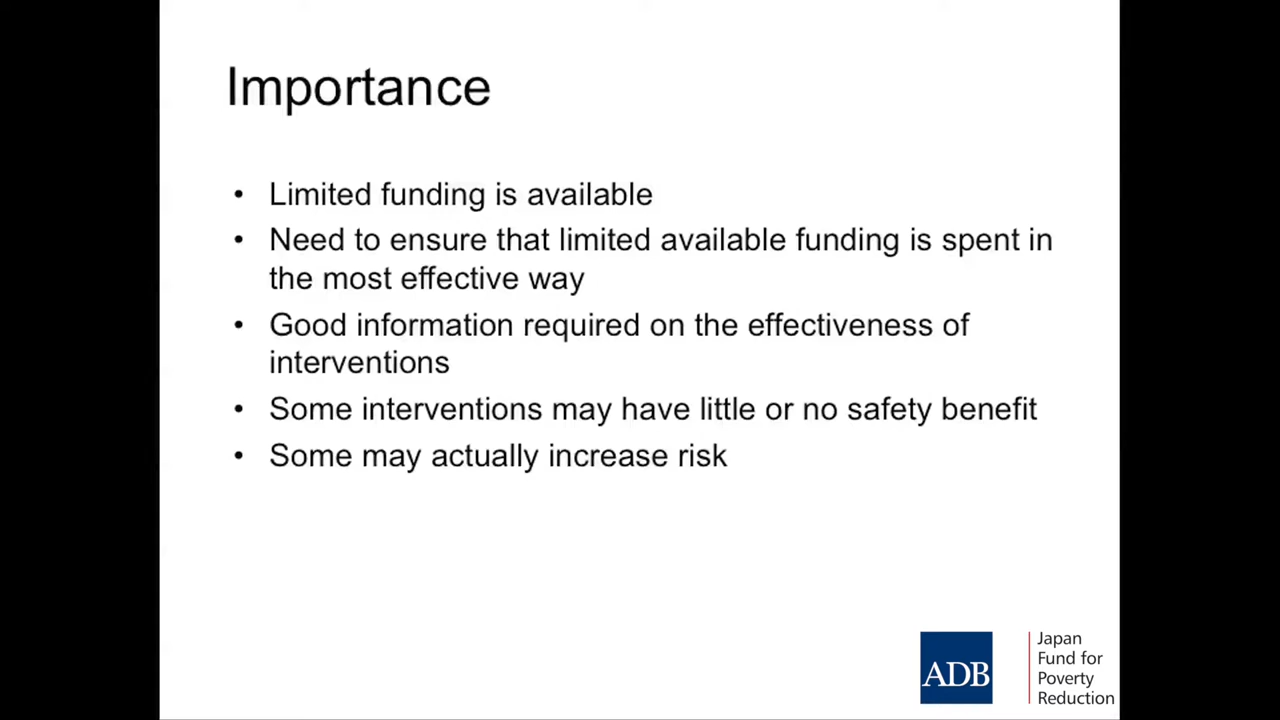 Importance
• Limited funding is available
• Need to ensure that limited available funding is spent in
the most effective way
• Good information required on the effectiveness of
interventions
• Some interventions may have little or no safety benefit
• Some may actually increase risk
ADB
Japan
Fund for
Poverty
Reduction